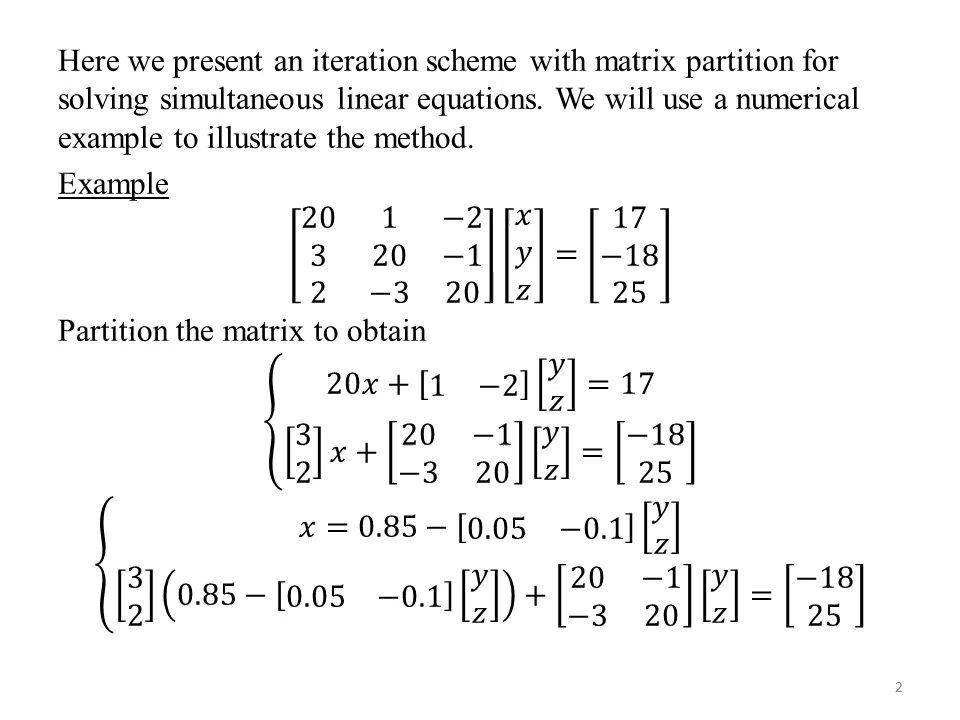 Here we present an iteration scheme with matrix partition for
solving simultaneous linear equations. We will use a numerical
example to illustrate the method.
Example
[20 1 −2; 3 20 −1; 2 −3 20] [x; y; z] = [17; −18; 25]
Partition the matrix to obtain
{ 20x + [1 −2] [y; z] = 17
[3; 2] x + [20 −1; −3 20] [y; z] = [−18; 25]
{ x = 0.85 − [0.05 −0.1] [y; z]
[3; 2] (0.85 − [0.05 −0.1] [y; z]) + [20 −1; −3 20] [y; z] = [−18; 25]
2